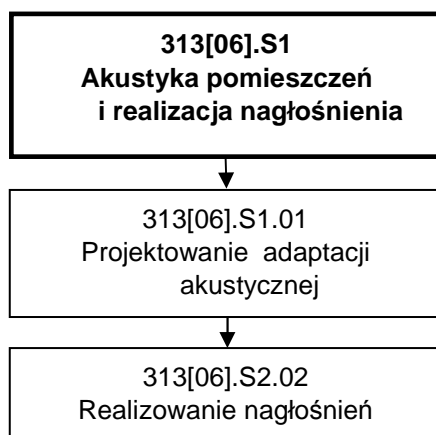 313[06].S1
Akustyka pomieszczeń
i realizacja nagłośnienia
313[06].S1.01
Projektowanie adaptacji
akustycznej
313[06].S2.02
Realizowanie nagłośnień